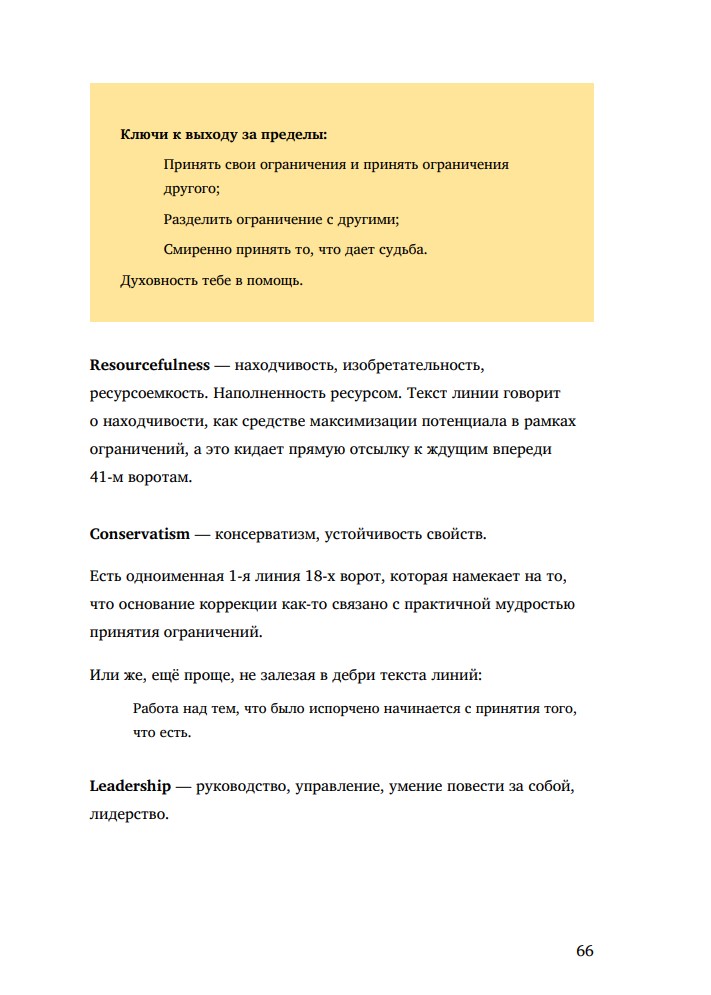 Ключи к выходу за пределы:
Принять свои ограничения и принять ограничения
другого;
Разделить ограничение с другими;
Смиренно принять то, что дает судьба.
Духовность тебе в помощь.
Resourcefulness — находчивость, изобретательность,
ресурсоемкость. Наполненность ресурсом. Текст линии говорит
о находчивости, как средстве максимизации потенциала в рамках
ограничений, а это кидает прямую отсылку к ждущим впереди
41-м воротам.
Conservatism — консерватизм, устойчивость свойств.
Есть одноименная 1-я линия 18-х ворот, которая намекает на то,
что основание коррекции как-то связано с практичной мудростью
принятия ограничений.
Или же, ещё проще, не залезая в дебри текста линий:
Работа над тем, что было испорчено начинается с принятия того,
что есть.
Leadership — руководство, управление, умение повести за собой,
лидерство.
66